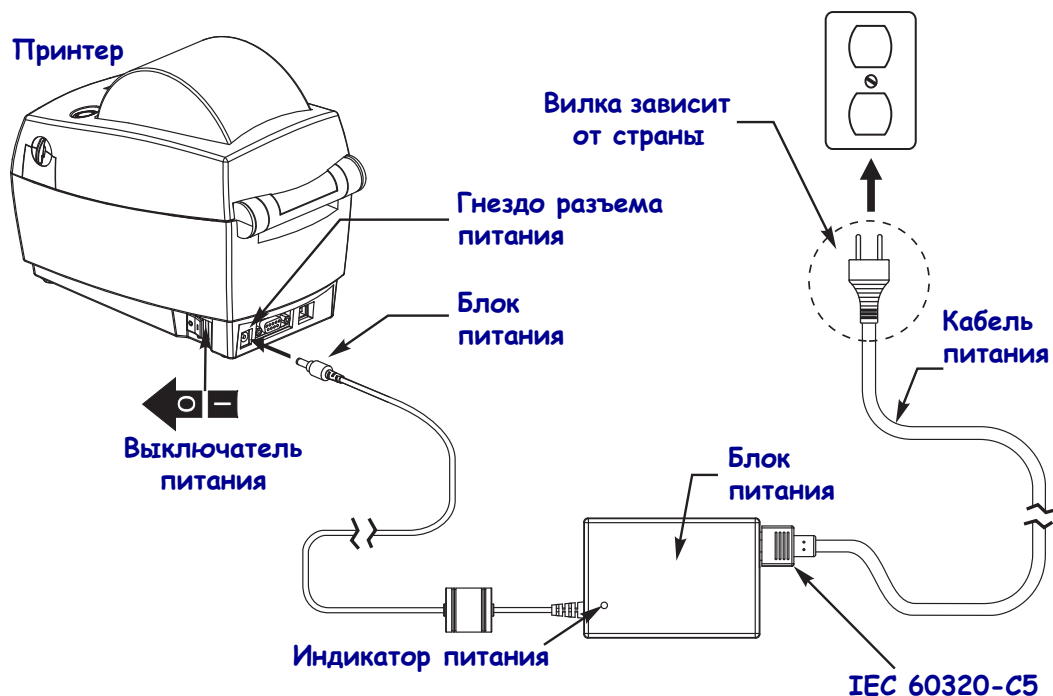 Принтер
Вилка зависит
от страны
Гнездо разъема
питания
Блок
питания
Кабель
питания
O I
Выключатель
питания
Блок
питания
Индикатор питания
IEC 60320-C5